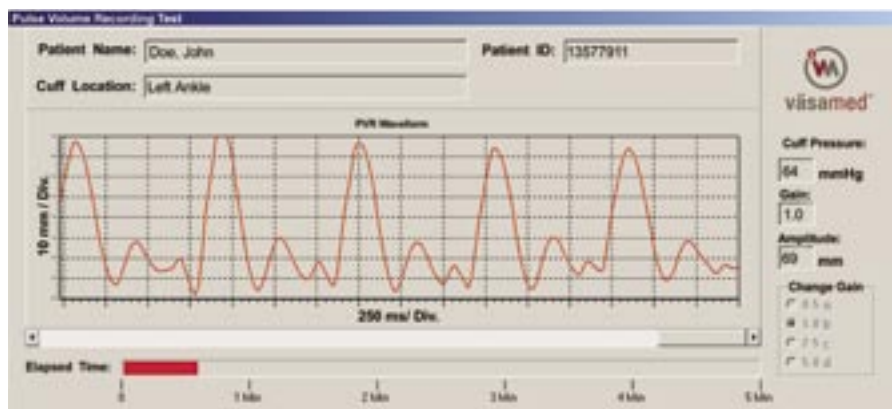 Pulse Volume Recording Test
Patient Name: Doe, John
Patient ID: 13577911
Cuff Location: Left Ankle
viisamed
PVR Waveform
Cuff Pressure:
64 mmHg
Gain:
1.0
Amplitude:
69 mm
10 mm / Div.
Change Gain
250 ms/ Div.
Elapsed Time:
0 1 Min 2 Min 3 Min 4 Min 5 Min